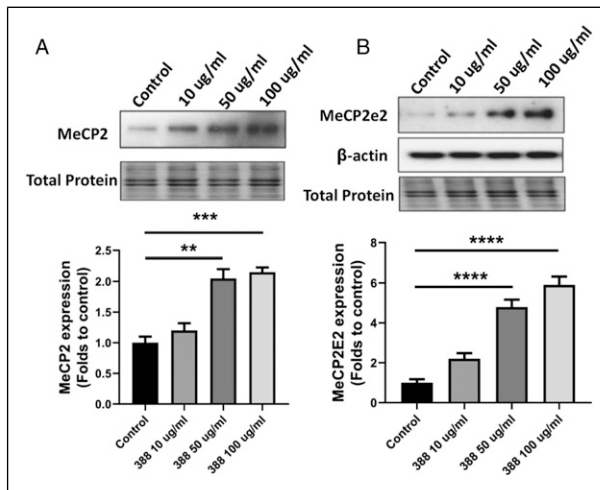 A
Control
10 ug/ml
50 ug/ml
100 ug/ml
MeCP2
Total Protein
***
**
MeCP2 expression
(Folds to control)
2.5
2.0
1.5
1.0
0.5
0.0
Control
388 10 ug/ml
388 50 ug/ml
388 100 ug/ml
B
Control
10 ug/ml
50 ug/ml
100 ug/ml
MeCP2e2
β-actin
Total Protein
****
****
MeCP2E2 expression
(Folds to control)
8
6
4
2
0
Control
388 10 ug/ml
388 50 ug/ml
388 100 ug/ml